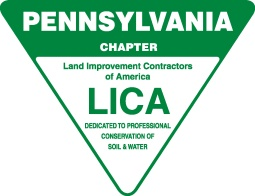 PENNSYLVANIA
CHAPTER
Land Improvement Contractors
of America
LICA
DEDICATED TO PROFESSIONAL
CONSERVATION OF
SOIL & WATER